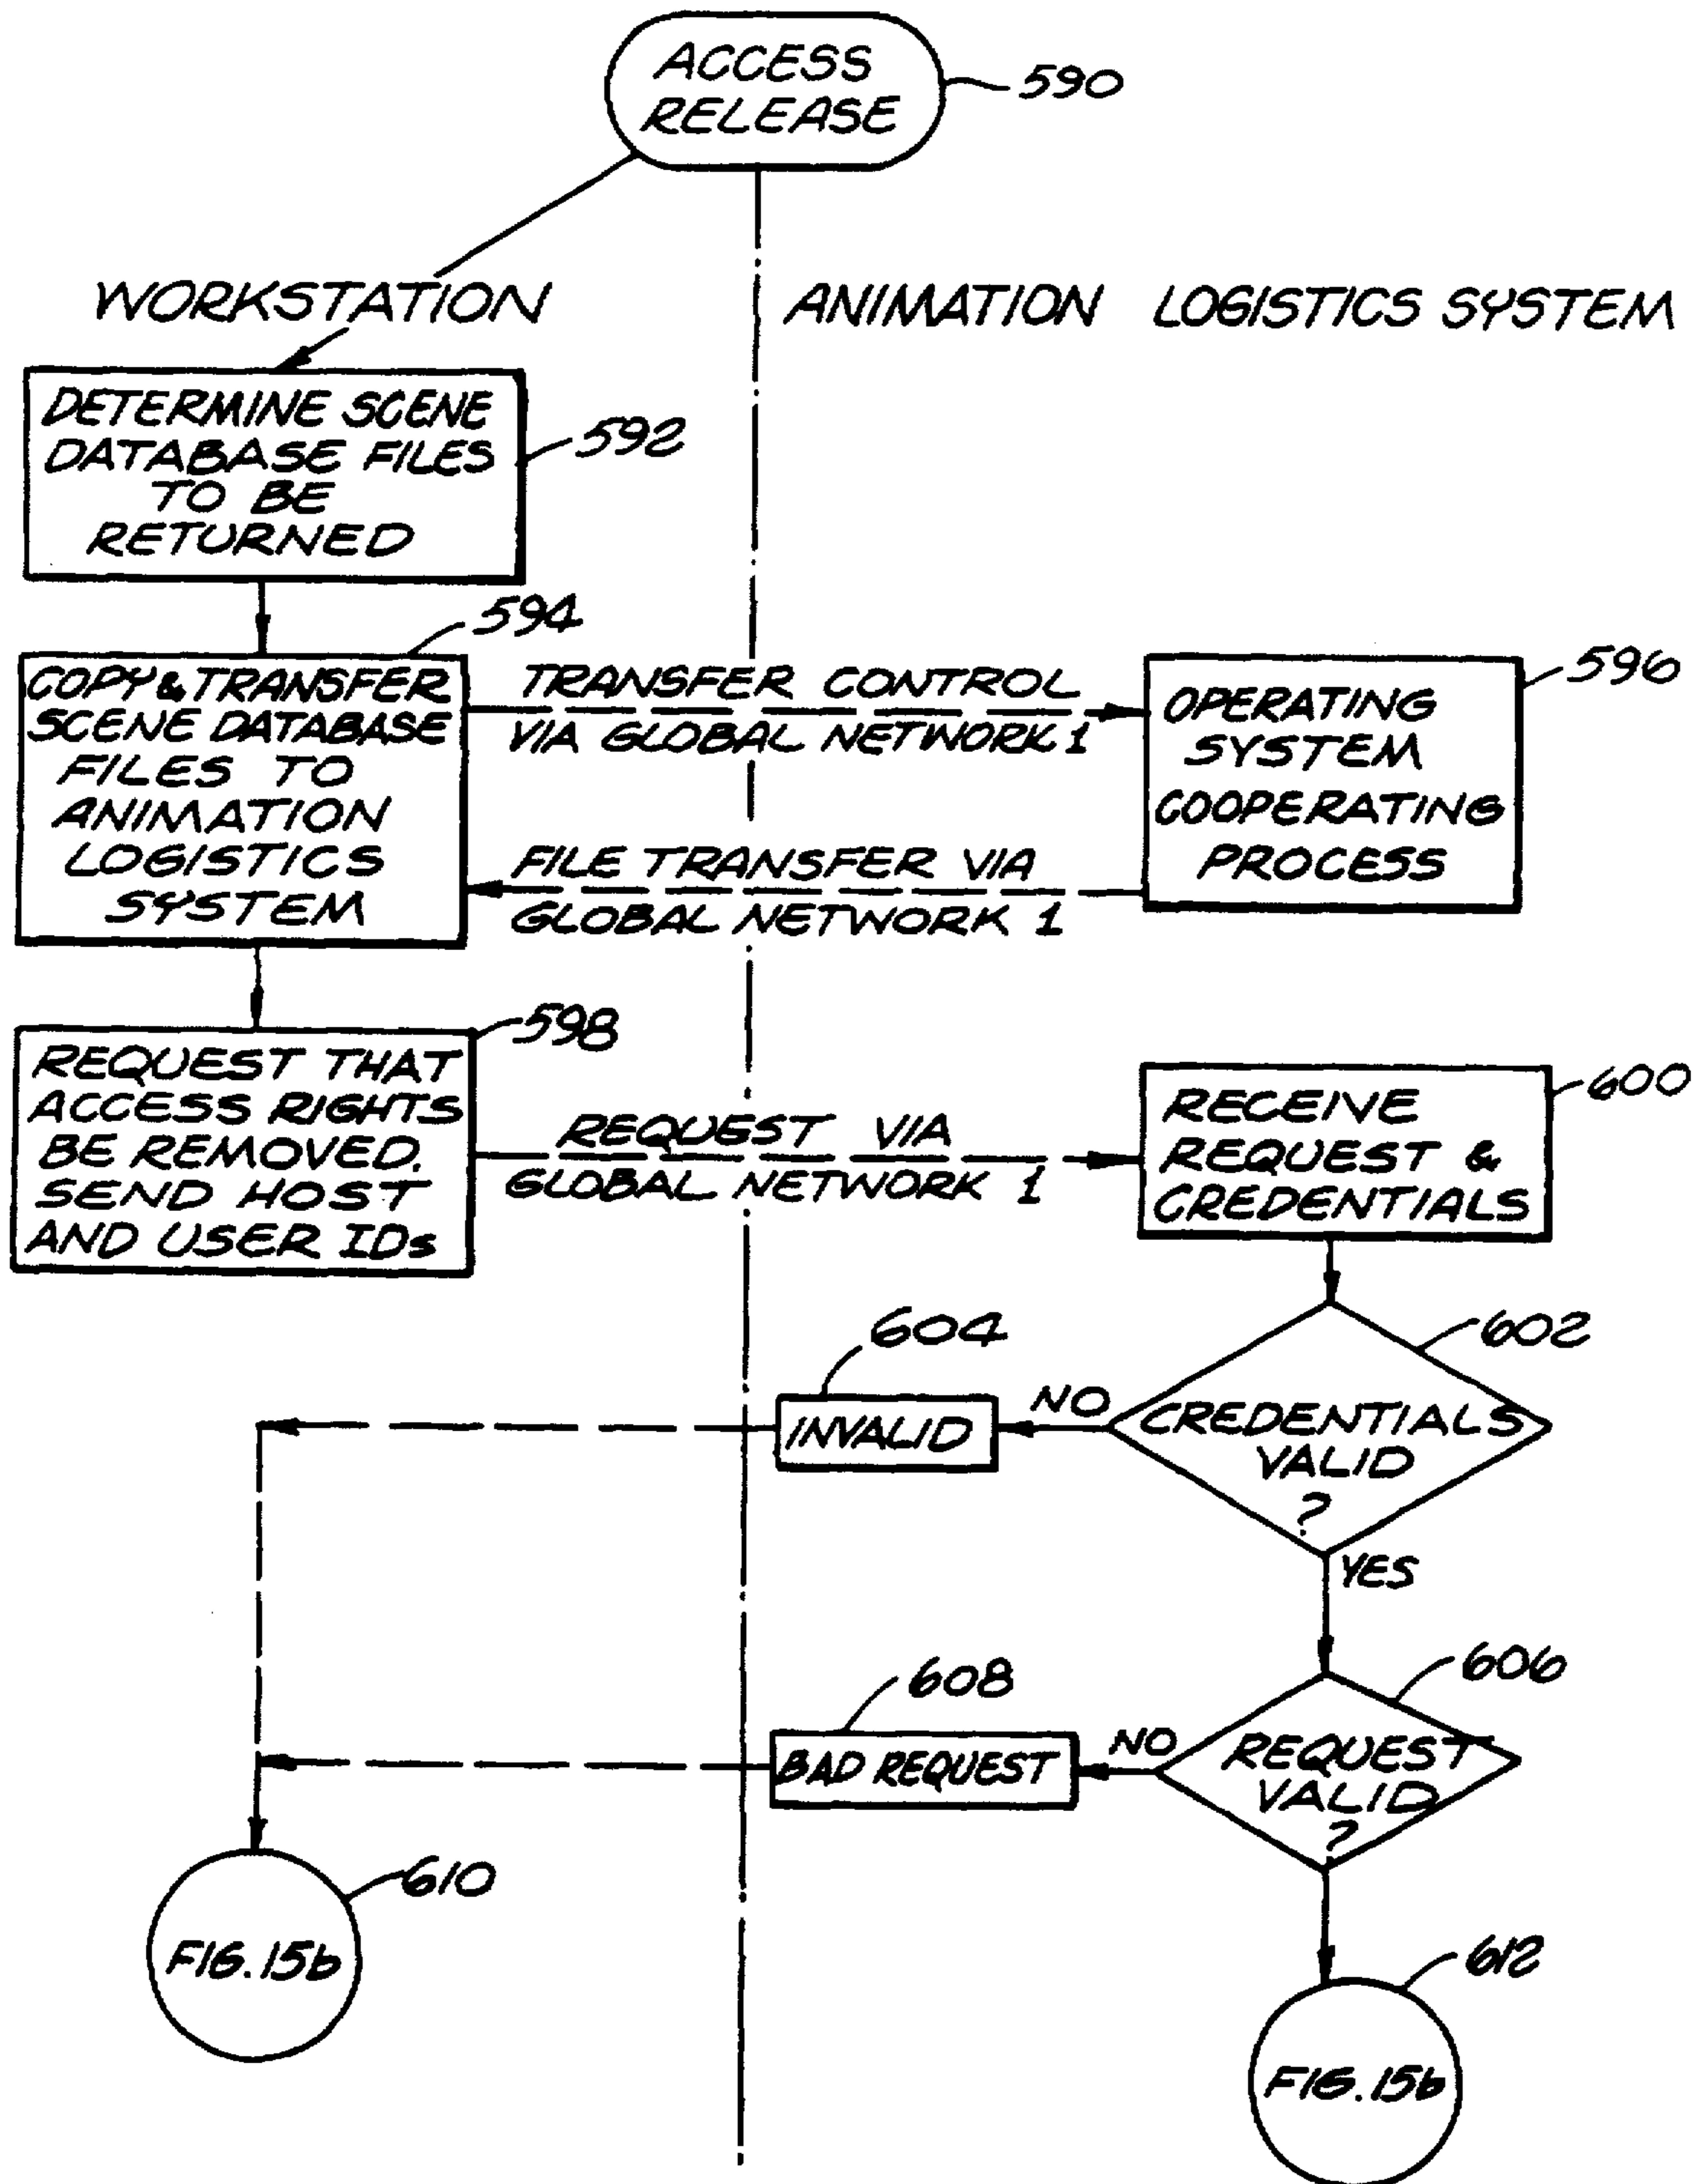 ACCESS
RELEASE
590
WORKSTATION
ANIMATION LOGISTICS SYSTEM
DETERMINE SCENE
DATABASE FILES
TO BE
RETURNED
592
594
COPY & TRANSFER
SCENE DATABASE
FILES TO
ANIMATION
LOGISTICS
SYSTEM
TRANSFER CONTROL
VIA GLOBAL NETWORK 1
FILE TRANSFER VIA
GLOBAL NETWORK 1
596
OPERATING
SYSTEM
COOPERATING
PROCESS
598
REQUEST THAT
ACCESS RIGHTS
BE REMOVED.
SEND HOST
AND USER IDs
REQUEST VIA
GLOBAL NETWORK 1
600
RECEIVE
REQUEST &
CREDENTIALS
602
CREDENTIALS
VALID
?
NO
604
INVALID
YES
606
REQUEST
VALID
?
NO
608
BAD REQUEST
610
FIG. 15b
612
FIG. 15b